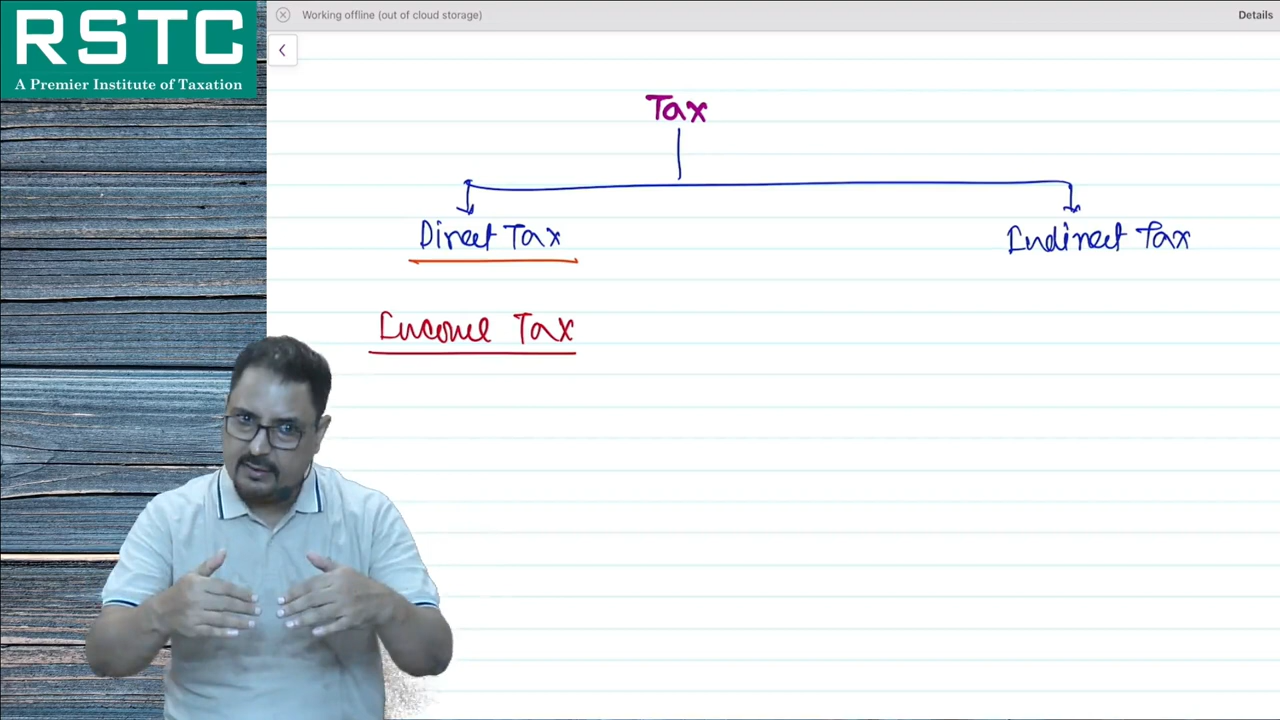 RSTC
A Premier Institute of Taxation
Working offline (out of cloud storage)
Details
Tax
Direct Tax
Indirect Tax
Income Tax